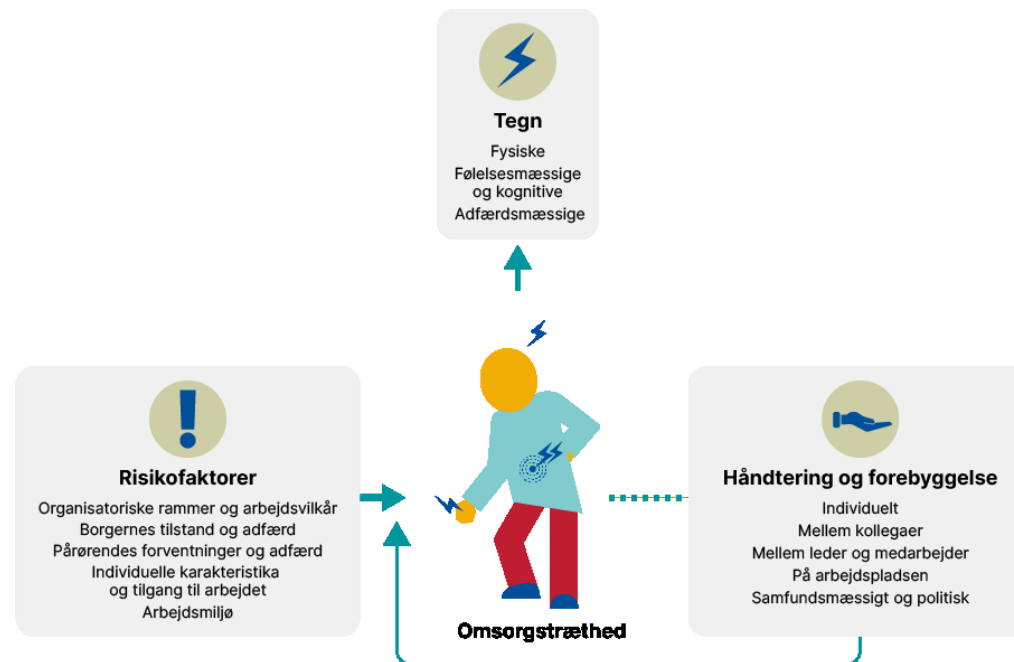 Tegn
Fysiske
Følelsesmæssige
og kognitive
Adfærdsmæssige
Risikofaktorer
Organisatoriske rammer og arbejdsvilkår
Borgernes tilstand og adfærd
Pårørendes forventninger og adfærd
Individuelle karakteristika
og tilgang til arbejdet
Arbejdsmiljø
Omsorgstræthed
Håndtering og forebyggelse
Individuelt
Mellem kollegaer
Mellem leder og medarbejder
På arbejdspladsen
Samfundsmæssigt og politisk